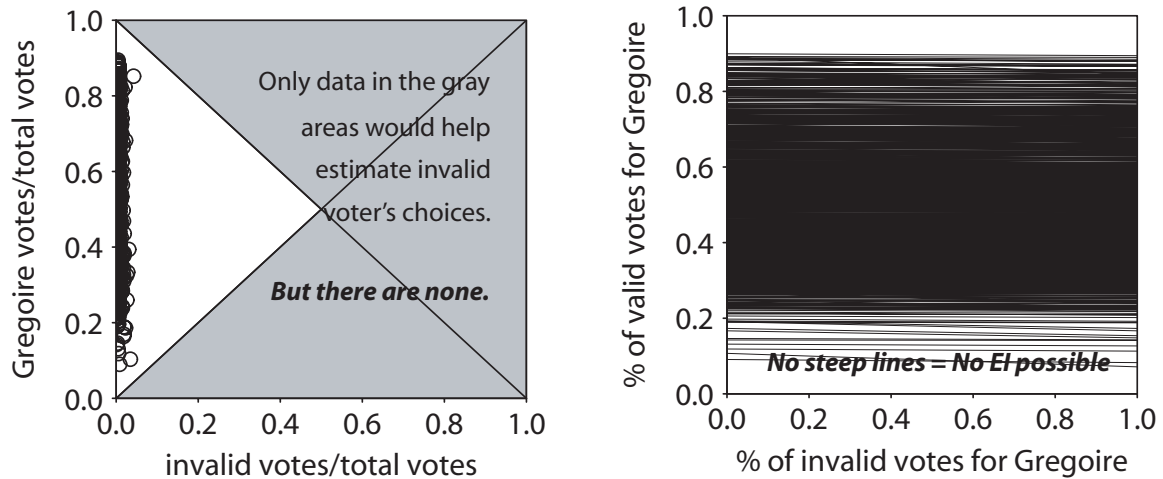 Gregoire votes/total votes
1.0
0.8
0.6
0.4
0.2
0.0
Only data in the gray
areas would help
estimate invalid
voter's choices.
But there are none.
0.0 0.2 0.4 0.6 0.8 1.0
invalid votes/total votes
% of valid votes for Gregoire
1.0
0.8
0.6
0.4
0.2
0.0
No steep lines = No EI possible
0.0 0.2 0.4 0.6 0.8 1.0
% of invalid votes for Gregoire